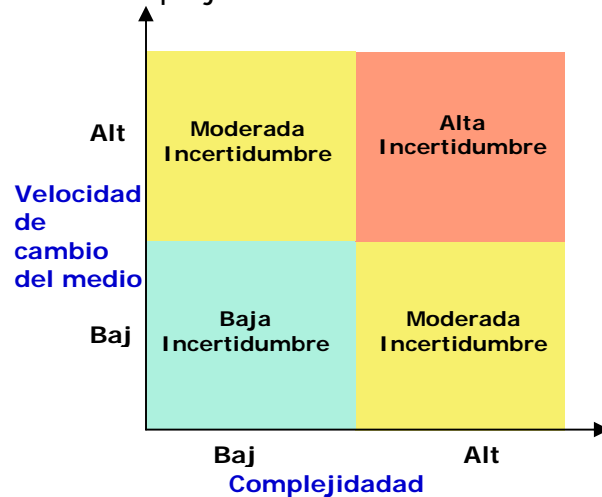 Alt
Moderada
Incertidumbre
Alta
Incertidumbre
Velocidad
de
cambio
del medio
Baj
Baja
Incertidumbre
Moderada
Incertidumbre
Baj
Alt
Complejidadad